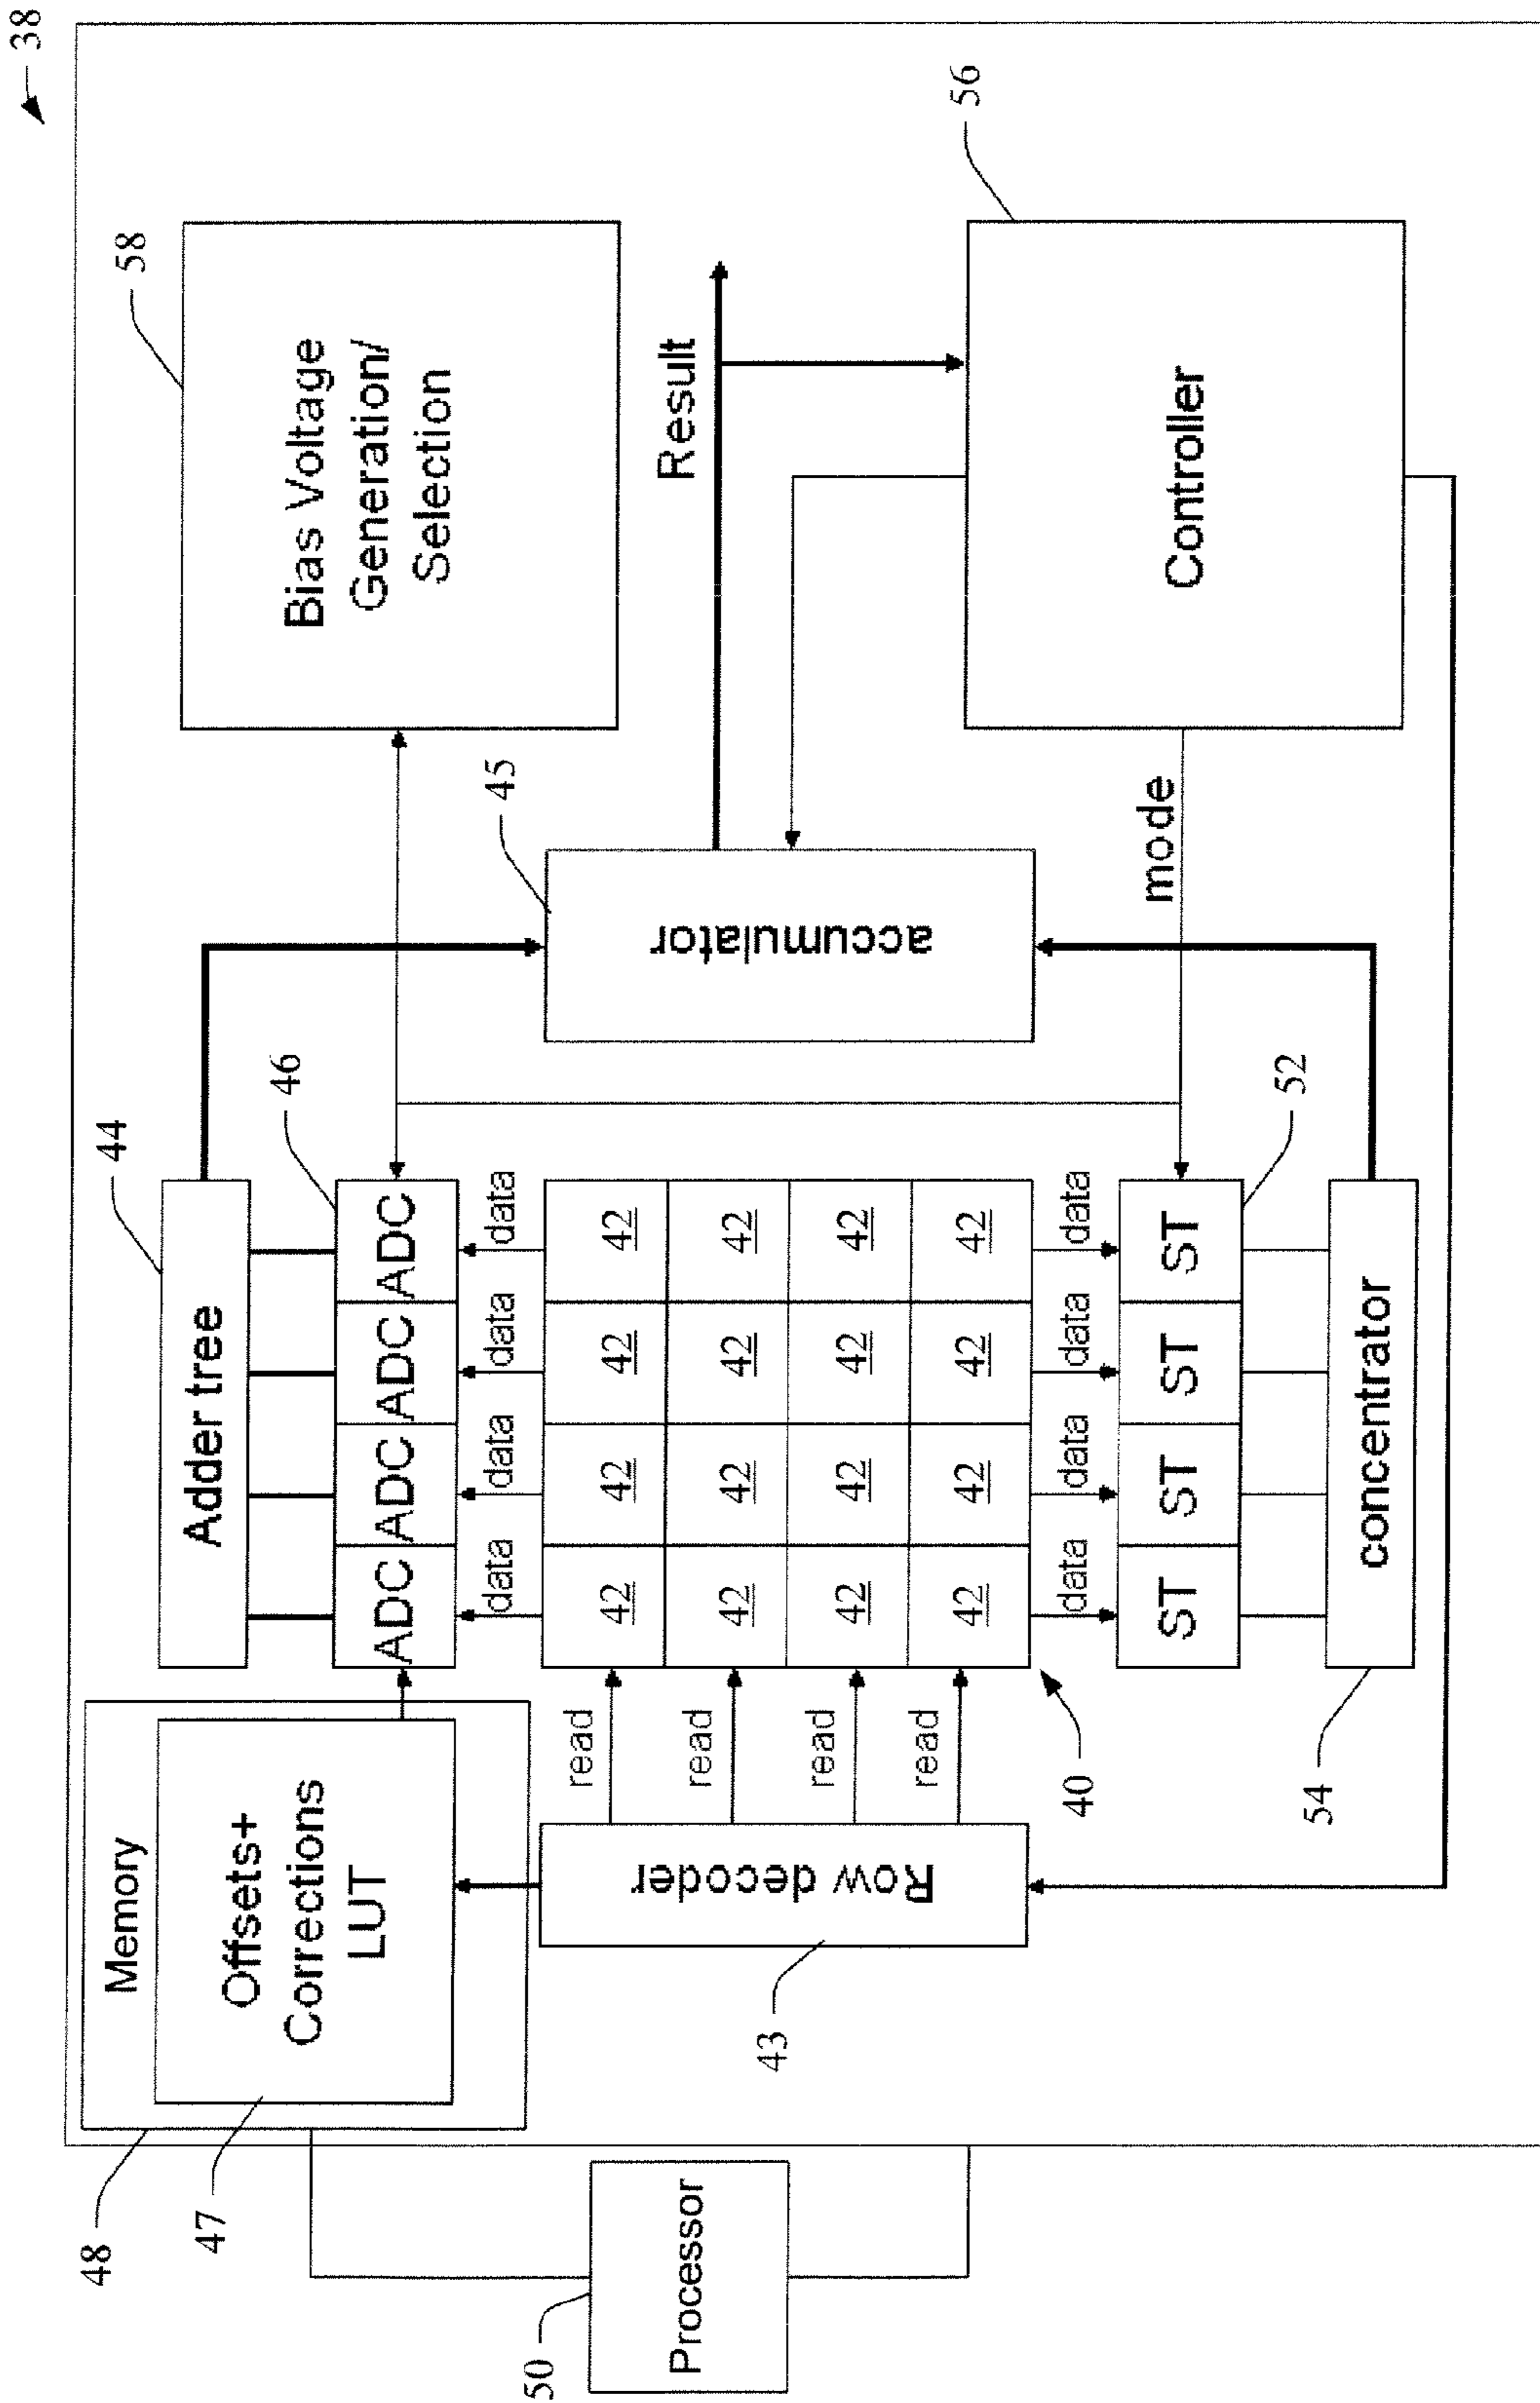 38
58
Bias Voltage
Generation/
Selection
56
Controller
Result
mode
45
accumulator
44
Adder tree
46
ADC ADC ADC ADC
data data data data
42 42 42 42
42 42 42 42
42 42 42 42
42 42 42 42
data data data data
ST ST ST ST
52
concentrator
54
40
read
read
read
read
Row decoder
43
Memory
Offsets+
Corrections
LUT
47
48
Processor
50